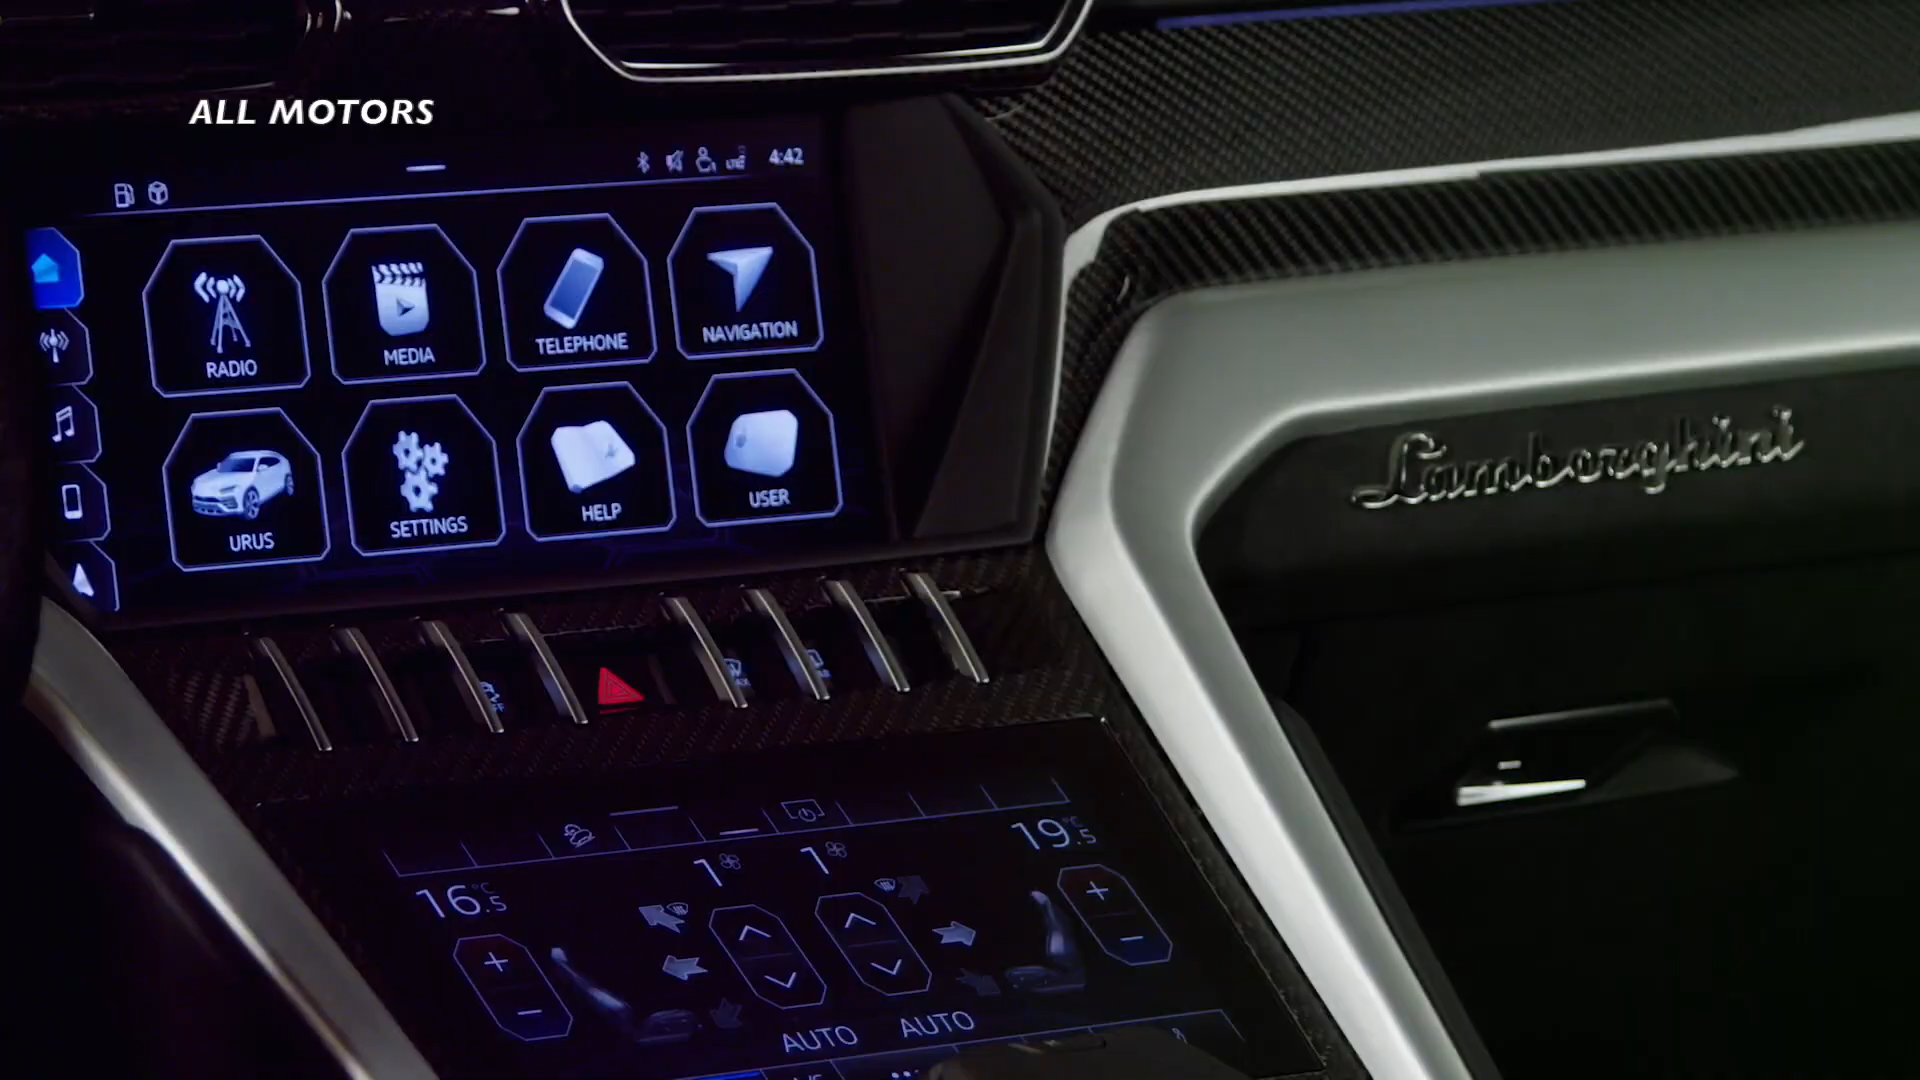 ALL MOTORS
LTE 4:42
RADIO
MEDIA
TELEPHONE
NAVIGATION
URUS
SETTINGS
HELP
USER
Lamborghini
16.5 °C
1
1
19.5 °C
+
−
+
−
AUTO
AUTO